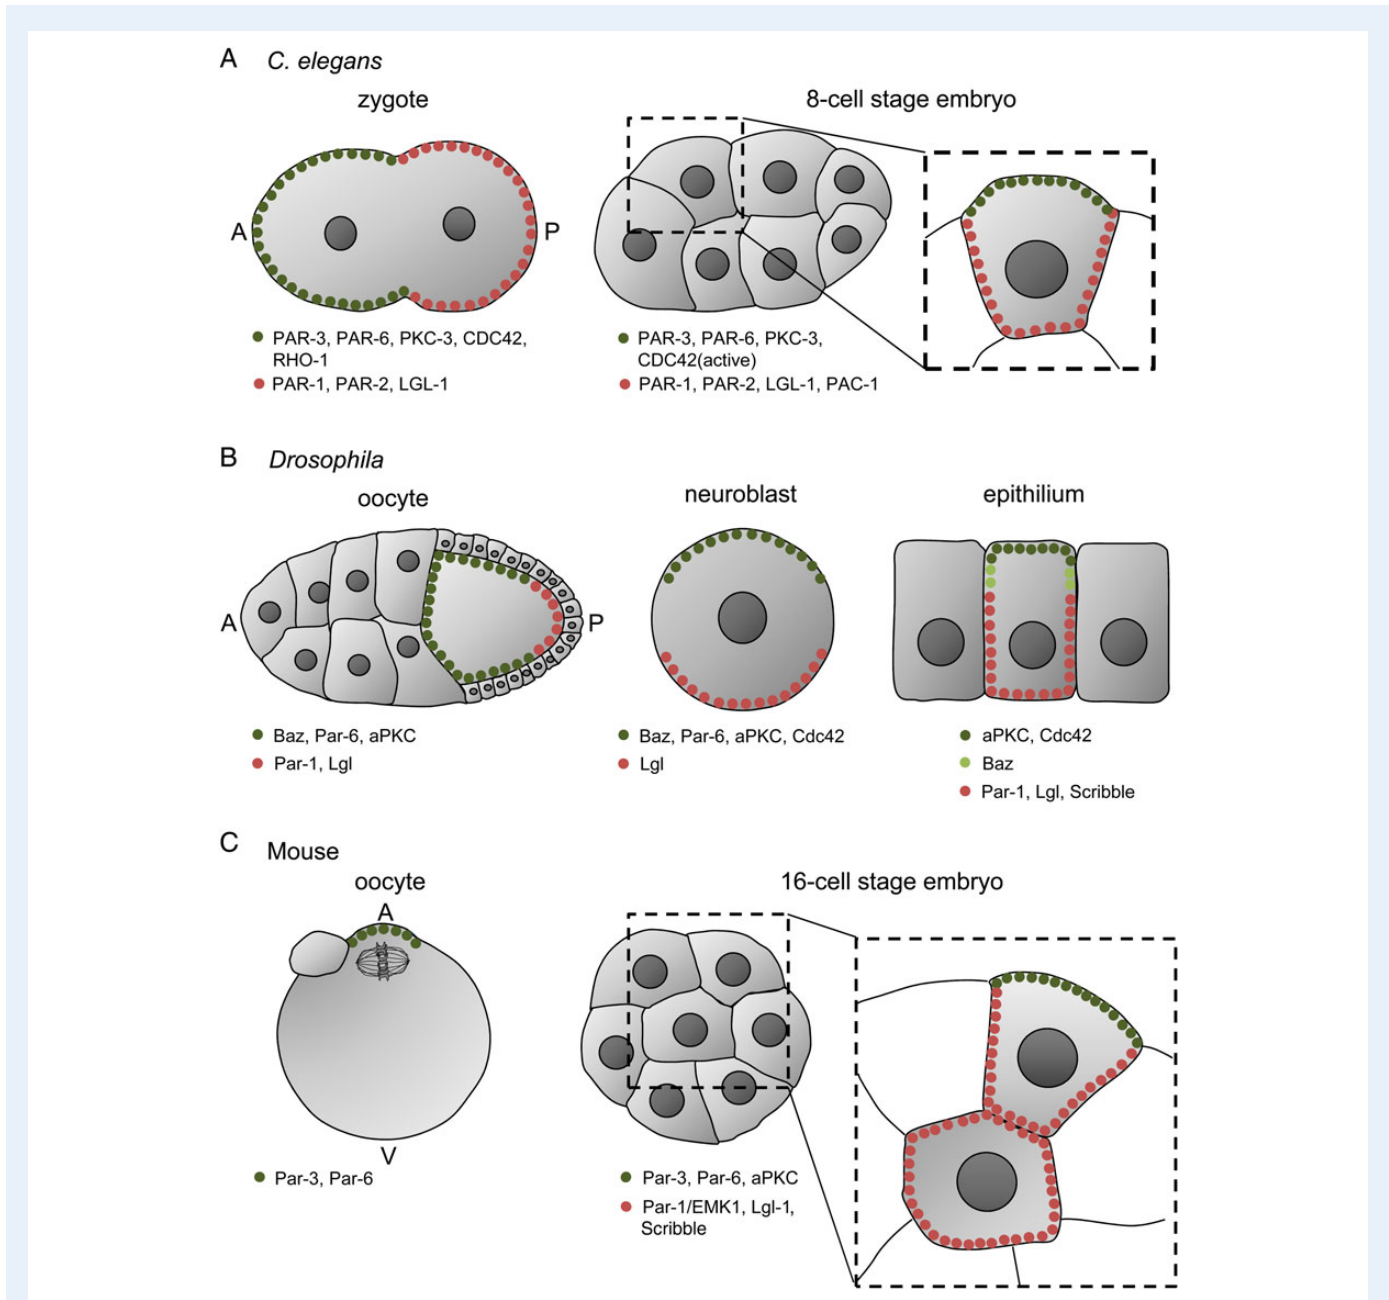 A C. elegans
zygote
8-cell stage embryo
A
P
PAR-3, PAR-6, PKC-3, CDC42,
RHO-1
PAR-1, PAR-2, LGL-1
PAR-3, PAR-6, PKC-3,
CDC42(active)
PAR-1, PAR-2, LGL-1, PAC-1
B Drosophila
oocyte
neuroblast
epithilium
A
P
Baz, Par-6, aPKC
Par-1, Lgl
Baz, Par-6, aPKC, Cdc42
Lgl
aPKC, Cdc42
Baz
Par-1, Lgl, Scribble
C Mouse
oocyte
16-cell stage embryo
A
V
Par-3, Par-6
Par-3, Par-6, aPKC
Par-1/EMK1, Lgl-1,
Scribble